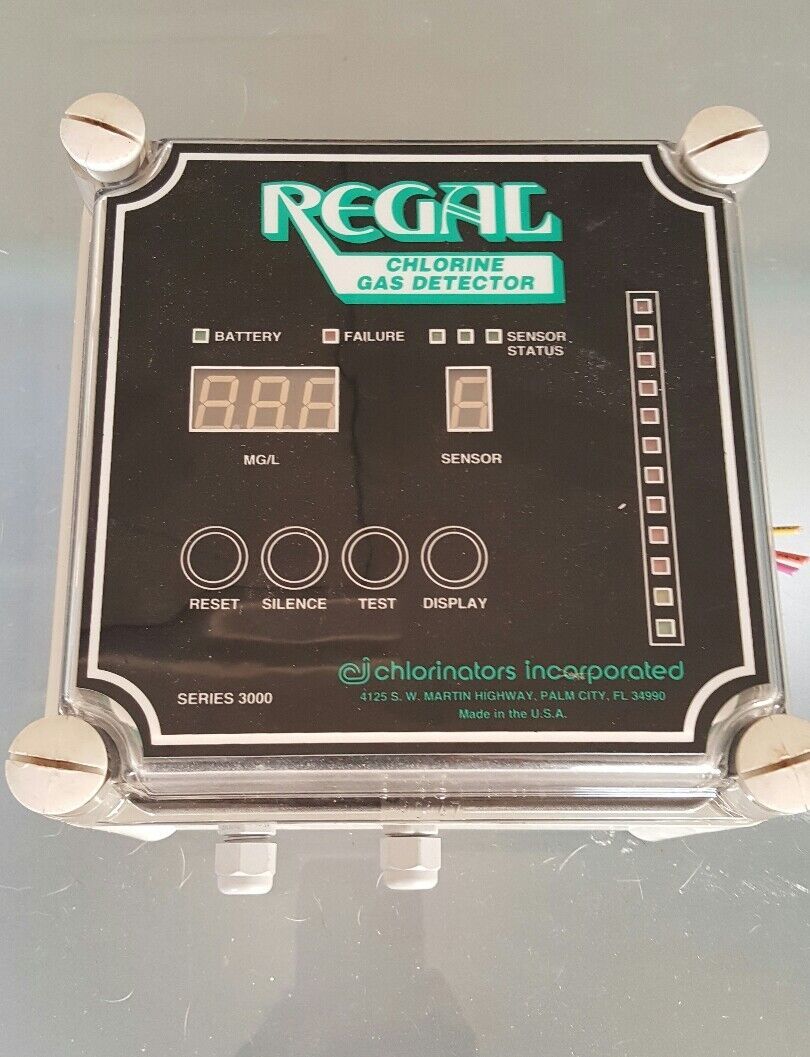 REGAL
CHLORINE
GAS DETECTOR
BATTERY
FAILURE
SENSOR
STATUS
MG/L
SENSOR
RESET
SILENCE
TEST
DISPLAY
SERIES 3000
cj chlorinators incorporated
4125 S. W. MARTIN HIGHWAY, PALM CITY, FL 34990
Made in the U.S.A.